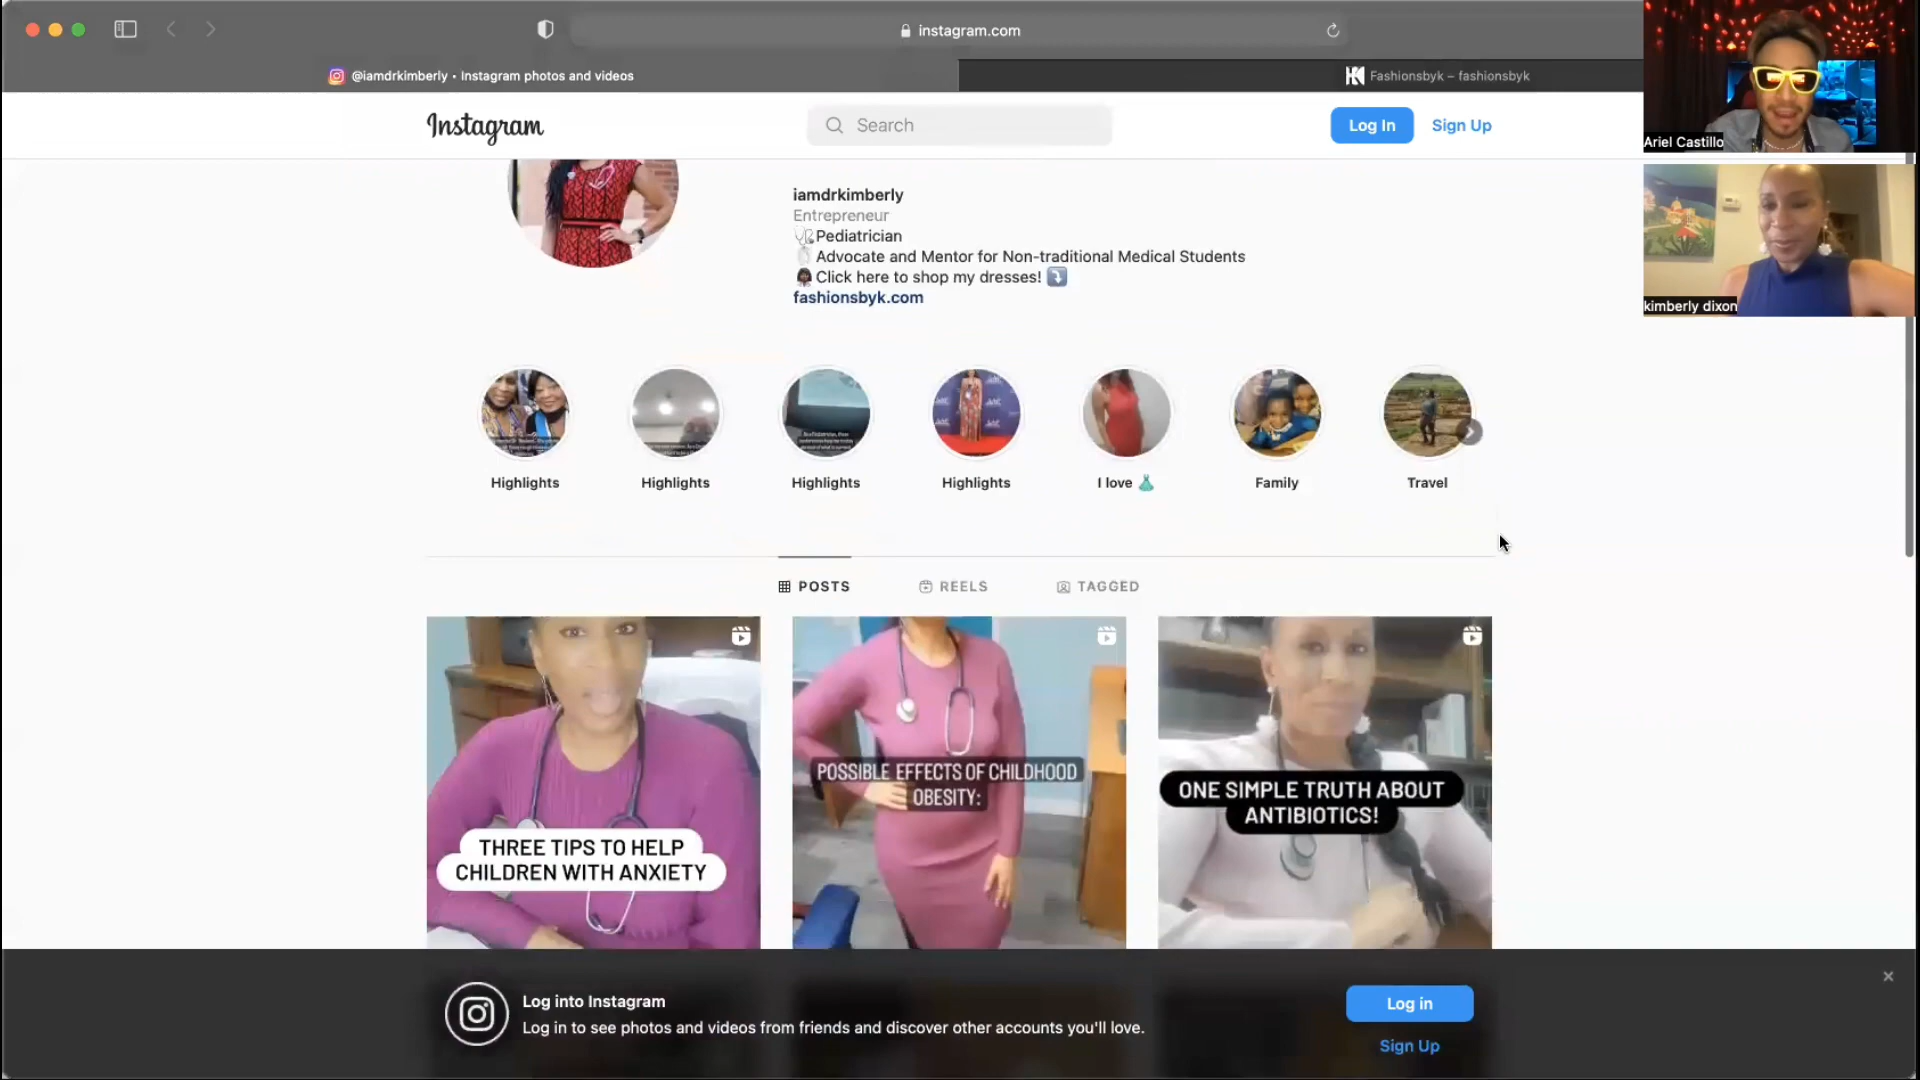 instagram.com
@iamdrkimberly • Instagram photos and videos
Fashionsbyk – fashionsbyk
Instagram
Search
Log In
Sign Up
Ariel Castillo
kimberly dixon
iamdrkimberly
Entrepreneur
Pediatrician
Advocate and Mentor for Non-traditional Medical Students
Click here to shop my dresses!
fashionsbyk.com
Highlights
Highlights
Highlights
Highlights
I love
Family
Travel
POSTS
REELS
TAGGED
THREE TIPS TO HELP
CHILDREN WITH ANXIETY
POSSIBLE EFFECTS OF CHILDHOOD
OBESITY:
ONE SIMPLE TRUTH ABOUT
ANTIBIOTICS!
Log into Instagram
Log in to see photos and videos from friends and discover other accounts you'll love.
Log in
Sign Up